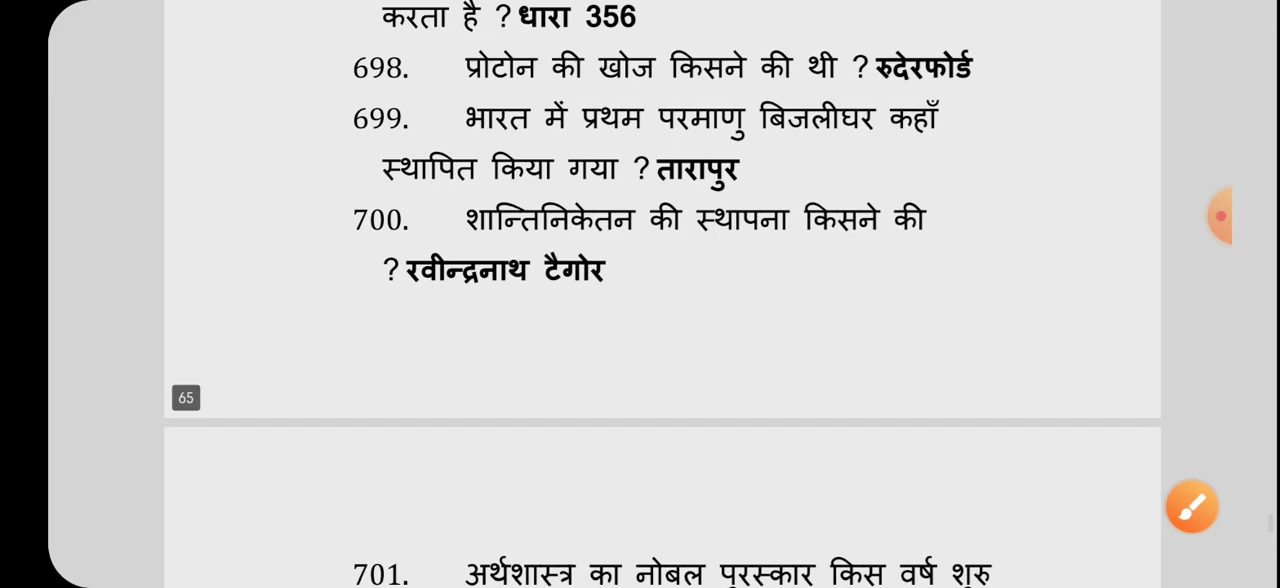 करता है ? धारा 356
698. प्रोटोन की खोज किसने की थी ? रुदेरफोर्ड
699. भारत में प्रथम परमाणु बिजलीघर कहाँ
स्थापित किया गया ? तारापुर
700. शान्तिनिकेतन की स्थापना किसने की
? रवीन्द्रनाथ टैगोर
65
701. अर्थशास्त्र का नोबल पुरस्कार किस वर्ष शुरु